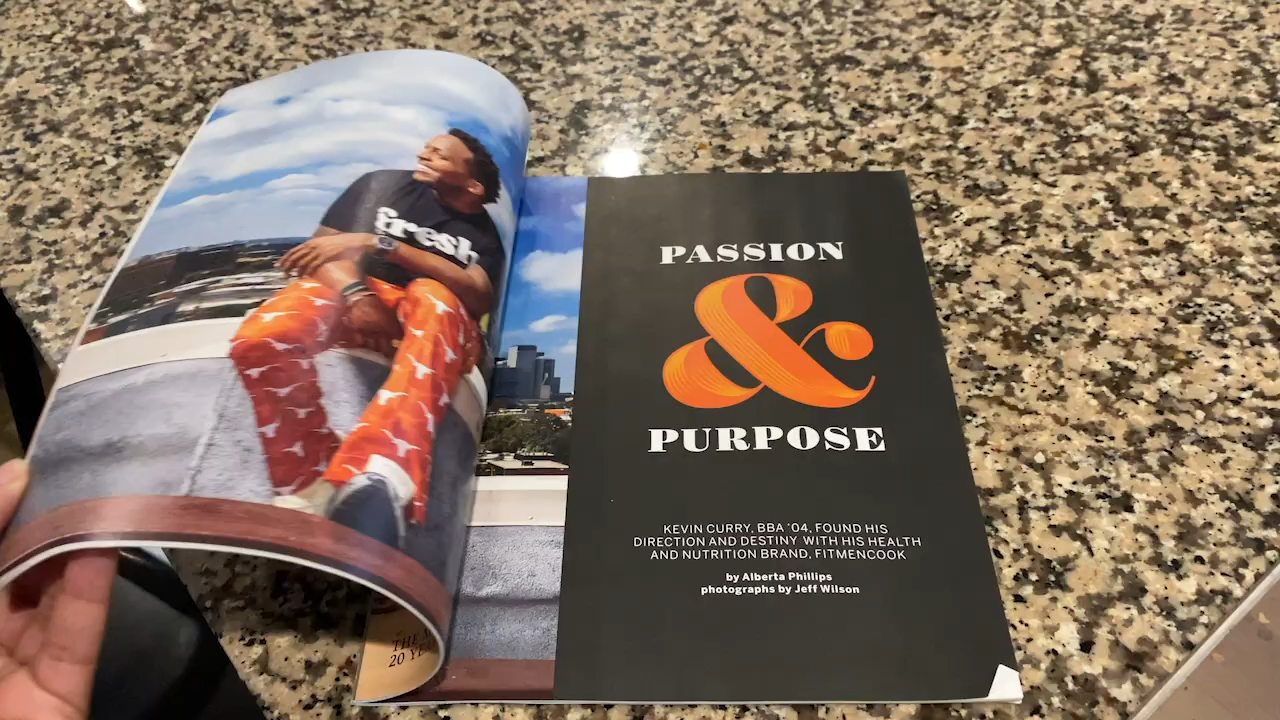 fresh
PASSION
&
PURPOSE
KEVIN CURRY, BBA '04, FOUND HIS
DIRECTION AND DESTINY WITH HIS HEALTH
AND NUTRITION BRAND, FITMENCOOK
by Alberta Phillips
photographs by Jeff Wilson
THE
20